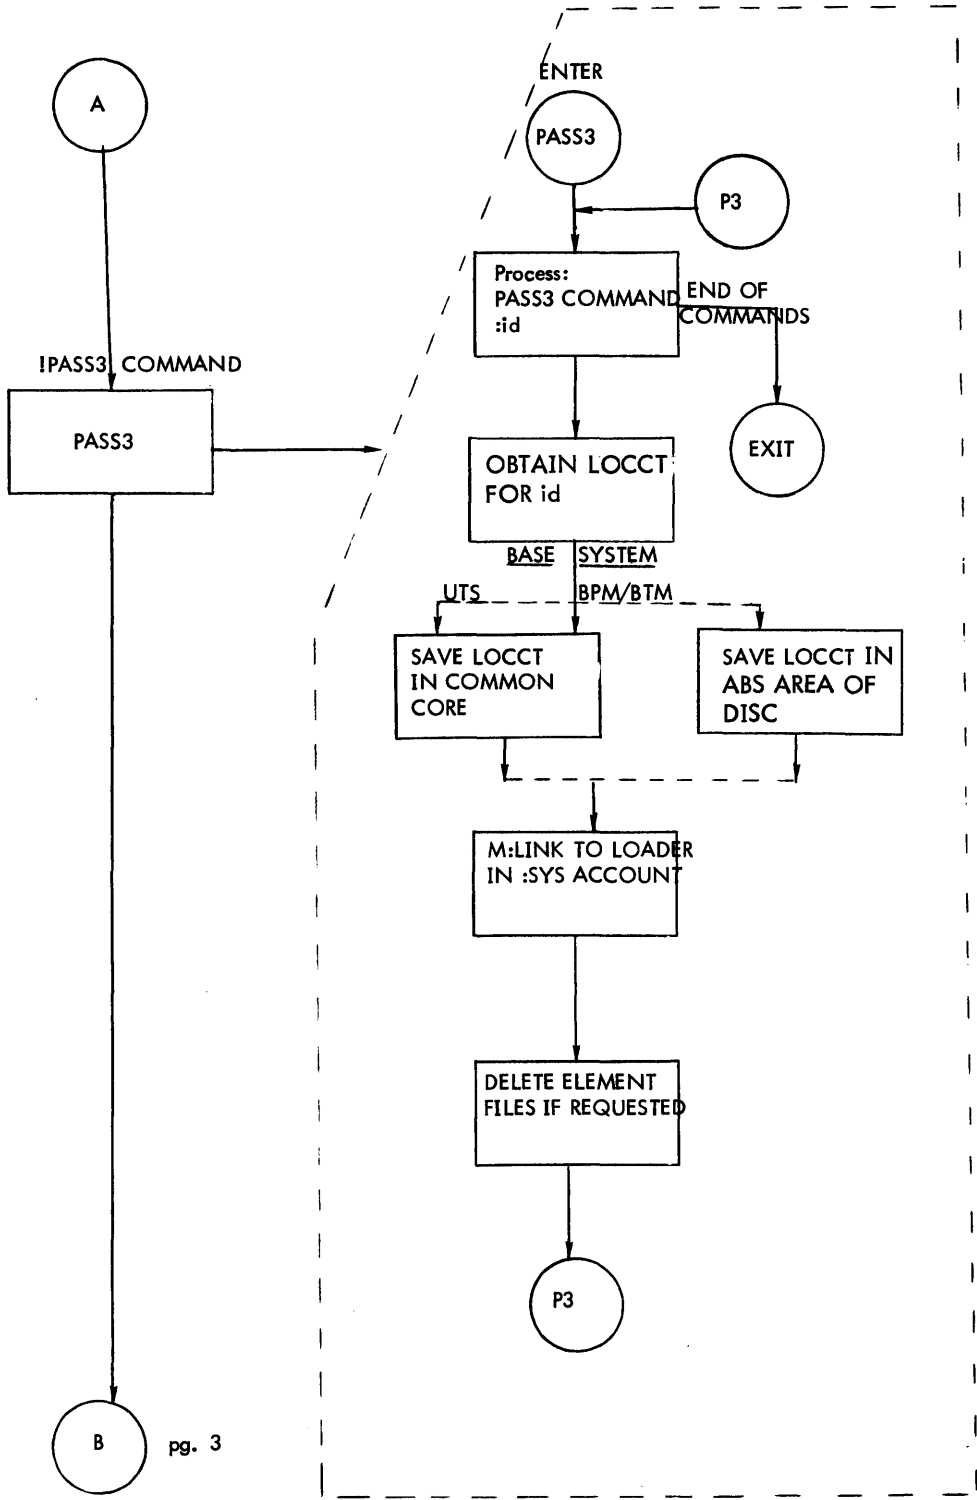 A
!PASS3 COMMAND
PASS3
B
pg. 3
ENTER
PASS3
P3
Process:
PASS3 COMMAND
:id
END OF
COMMANDS
EXIT
OBTAIN LOCCT
FOR id
BASE SYSTEM
UTS
BPM/BTM
SAVE LOCCT
IN COMMON
CORE
SAVE LOCCT IN
ABS AREA OF
DISC
M:LINK TO LOADER
IN :SYS ACCOUNT
DELETE ELEMENT
FILES IF REQUESTED
P3